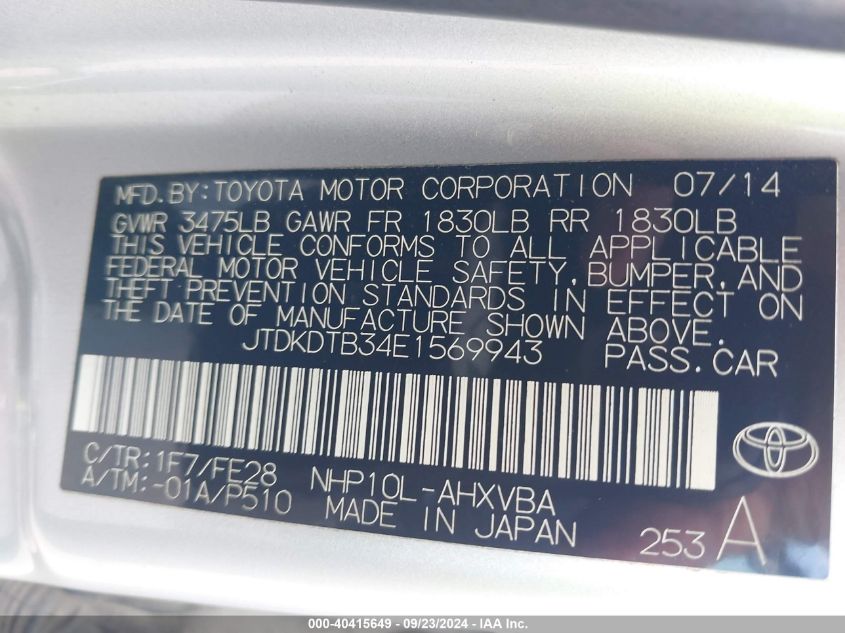 MFD. BY: TOYOTA MOTOR CORPORATION 07/14
GVWR 3475LB GAWR FR 1830LB RR 1830LB
THIS VEHICLE CONFORMS TO ALL APPLICABLE
FEDERAL MOTOR VEHICLE SAFETY, BUMPER, AND
THEFT PREVENTION STANDARDS IN EFFECT ON
THE DATE OF MANUFACTURE SHOWN ABOVE.
JTDKDTB34E1569943 PASS. CAR
C/TR: 1F7/FE28
A/TM: -01A/P510
NHP10L-AHXVBA
MADE IN JAPAN
253 A
000-40415649 - 09/23/2024 - IAA Inc.